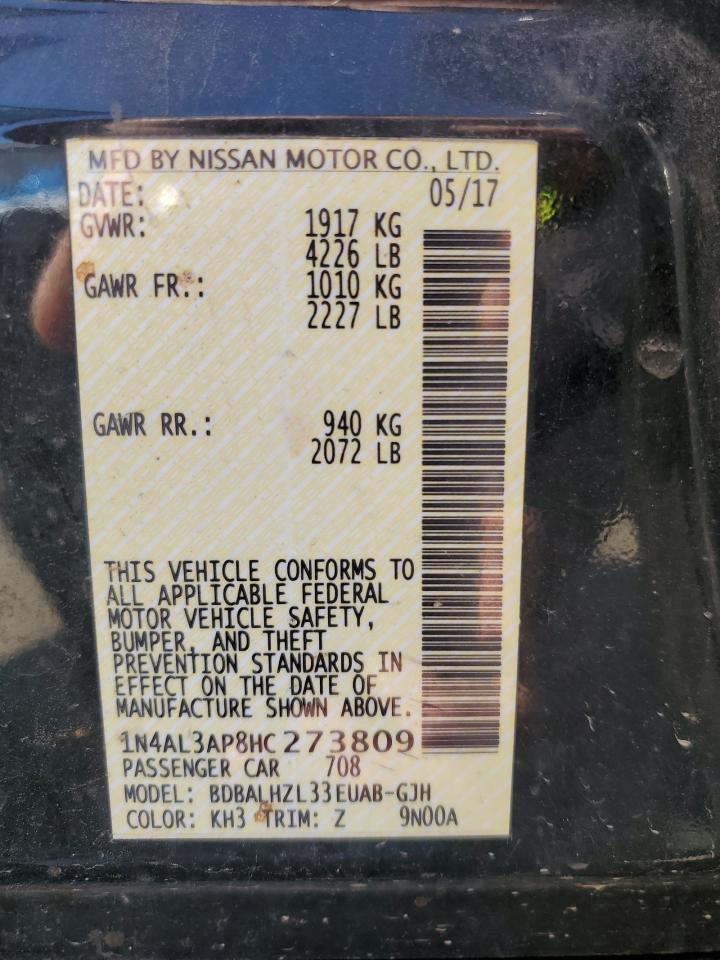 MFD BY NISSAN MOTOR CO., LTD.
DATE: 05/17
GVWR: 1917 KG
4226 LB
GAWR FR.: 1010 KG
2227 LB
GAWR RR.: 940 KG
2072 LB
THIS VEHICLE CONFORMS TO
ALL APPLICABLE FEDERAL
MOTOR VEHICLE SAFETY,
BUMPER, AND THEFT
PREVENTION STANDARDS IN
EFFECT ON THE DATE OF
MANUFACTURE SHOWN ABOVE.
1N4AL3AP8HC273809
PASSENGER CAR 708
MODEL: BDBALHZL33EUAB-GJH
COLOR: KH3 TRIM: Z 9N00A